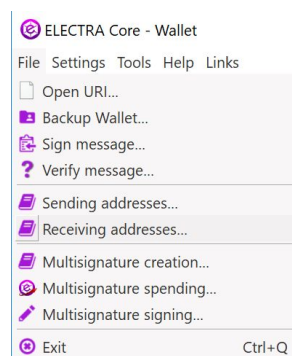 ELECTRA Core - Wallet
File Settings Tools Help Links
Open URI...
Backup Wallet...
Sign message...
Verify message...
Sending addresses...
Receiving addresses...
Multisignature creation...
Multisignature spending...
Multisignature signing...
Exit Ctrl+Q